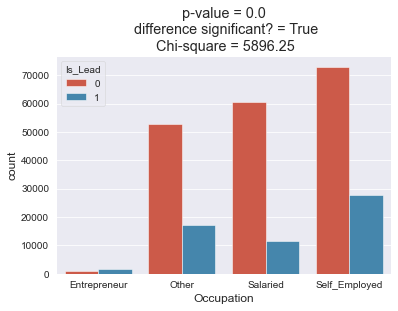 p-value = 0.0
difference significant? = True
Chi-square = 5896.25
Is_Lead
0
1
70000
60000
50000
40000
30000
20000
10000
0
count
Entrepreneur Other Salaried Self_Employed
Occupation